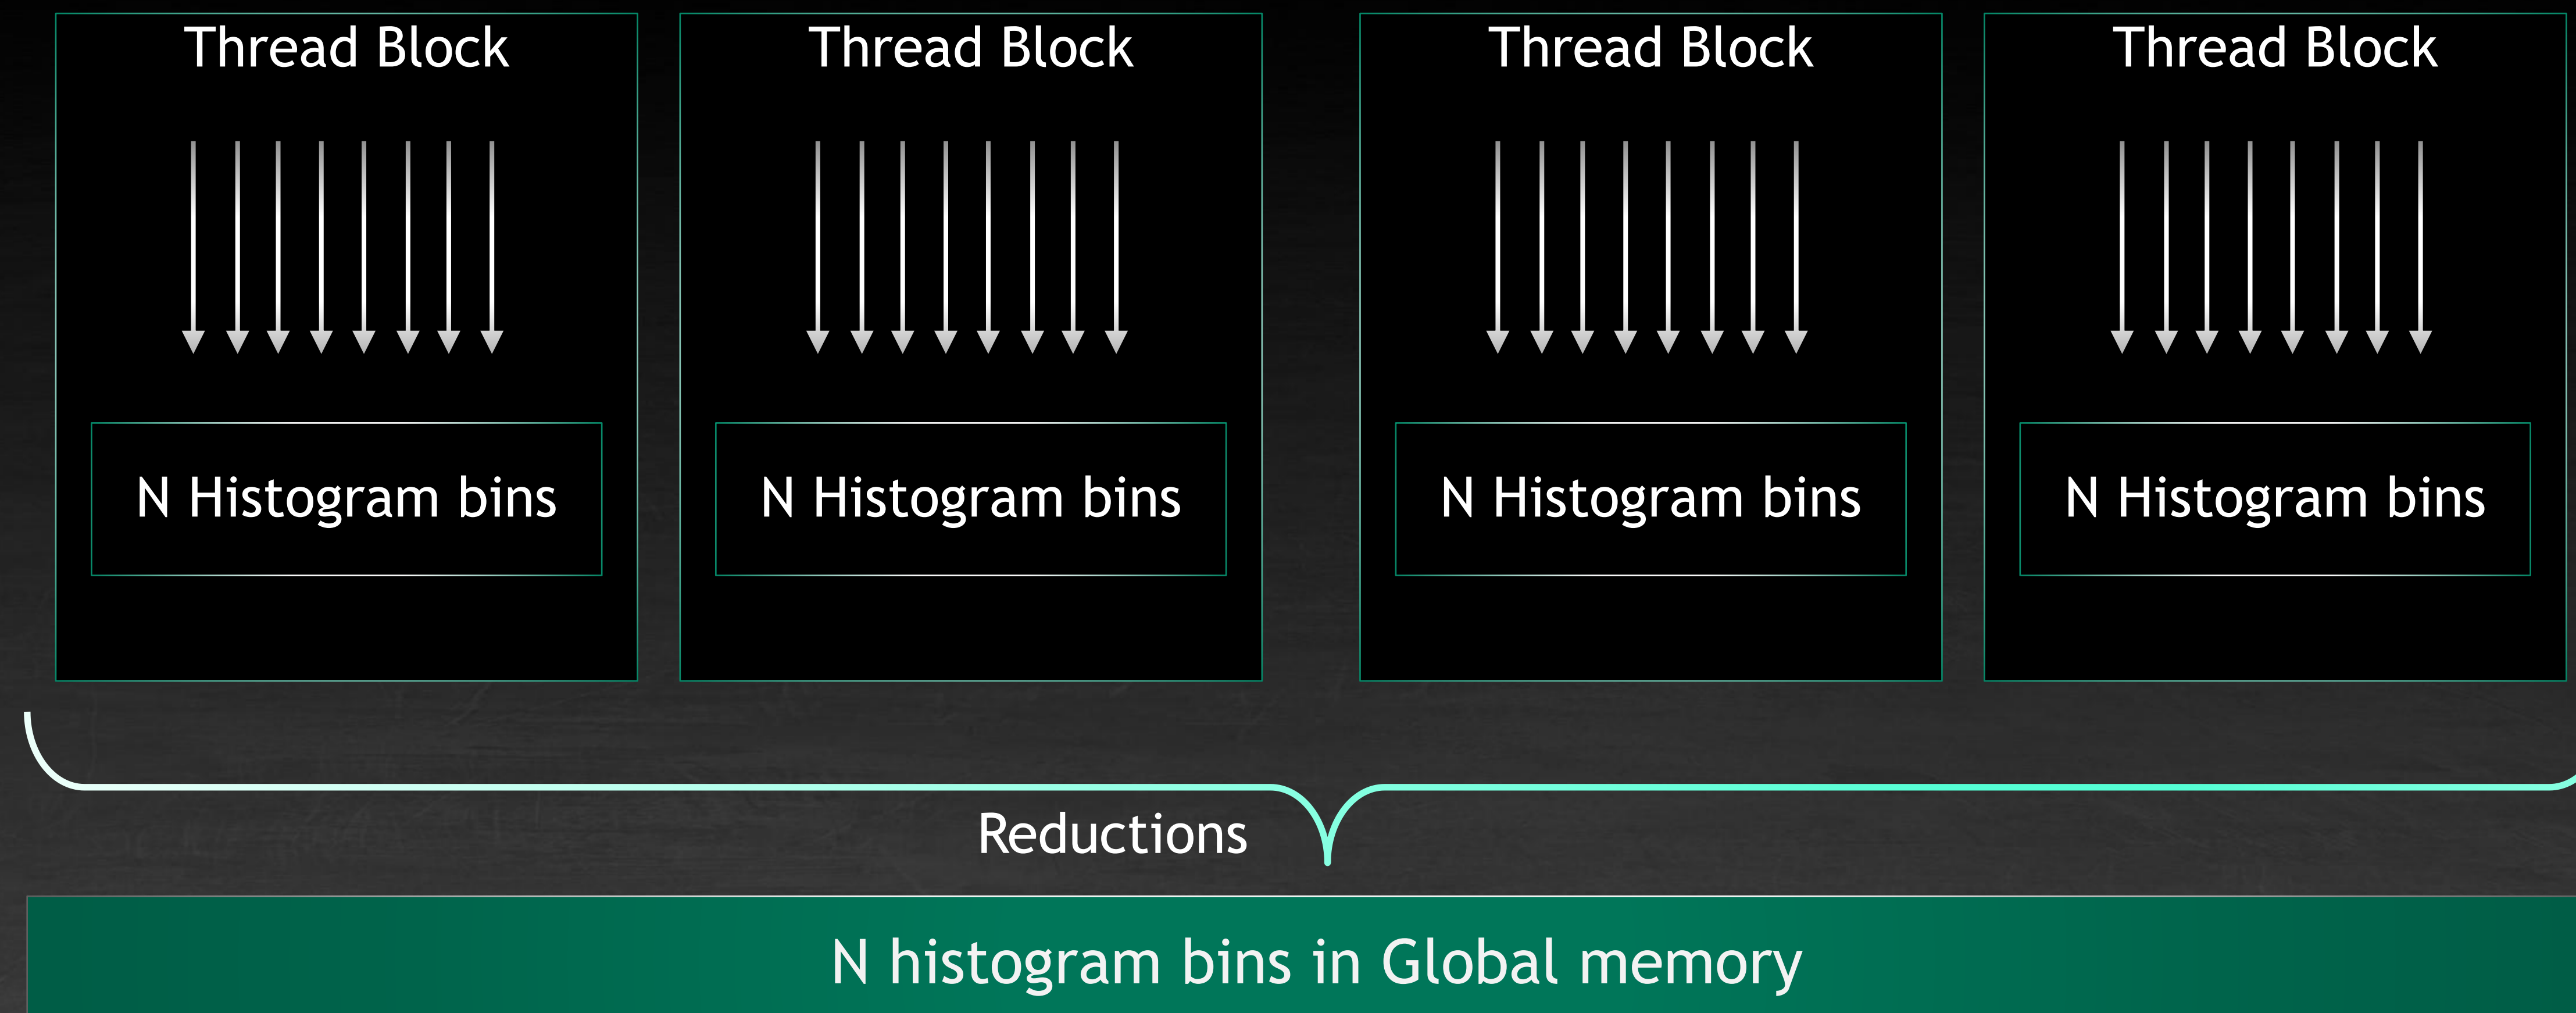 Thread Block
Thread Block
Thread Block
Thread Block
N Histogram bins
N Histogram bins
N Histogram bins
N Histogram bins
Reductions
N histogram bins in Global memory